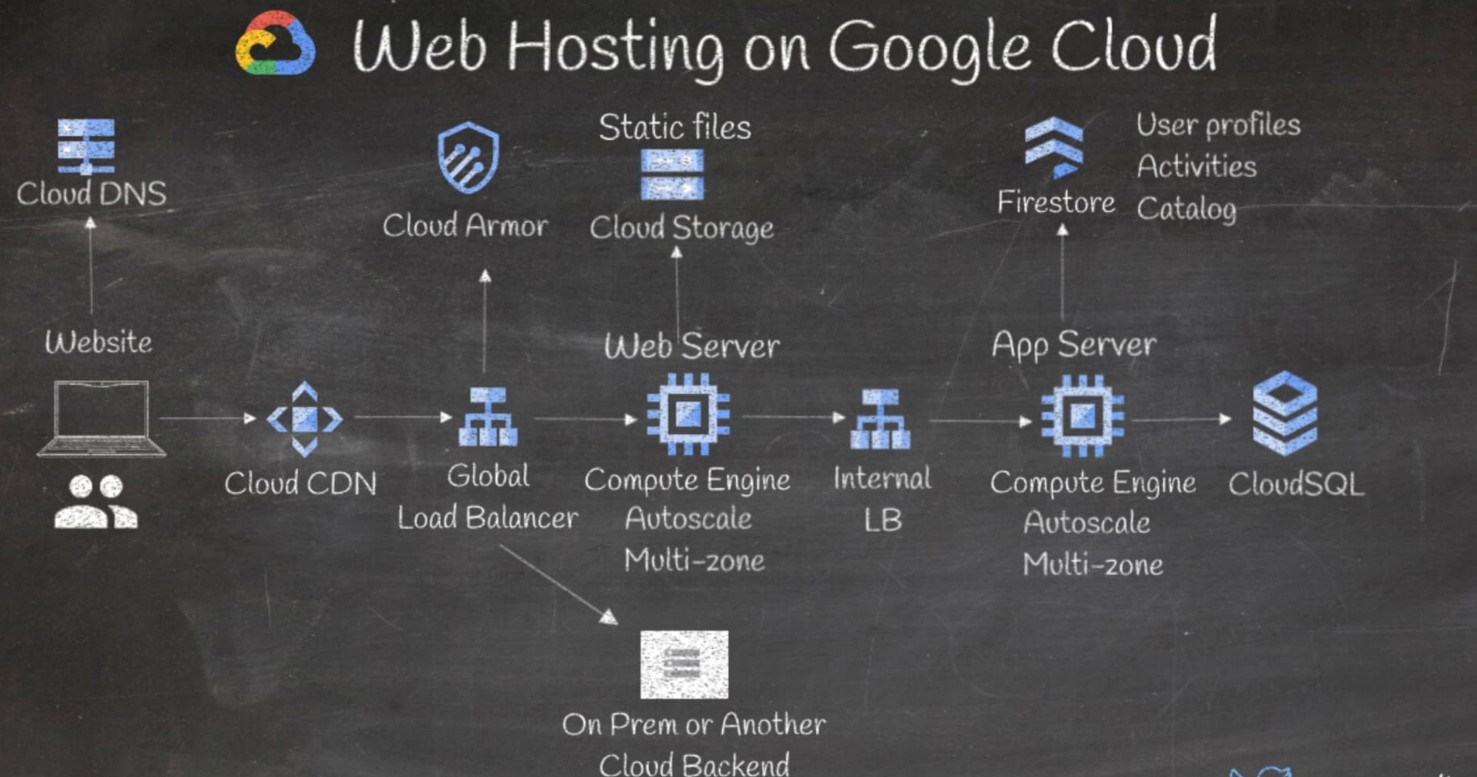 Web Hosting on Google Cloud
Cloud DNS
Website
Cloud CDN
Cloud Armor
Global
Load Balancer
Static files
Cloud Storage
Web Server
Compute Engine
Autoscale
Multi-zone
On Prem or Another
Cloud Backend
Internal
LB
Firestore
User profiles
Activities
Catalog
App Server
Compute Engine
Autoscale
Multi-zone
CloudSQL